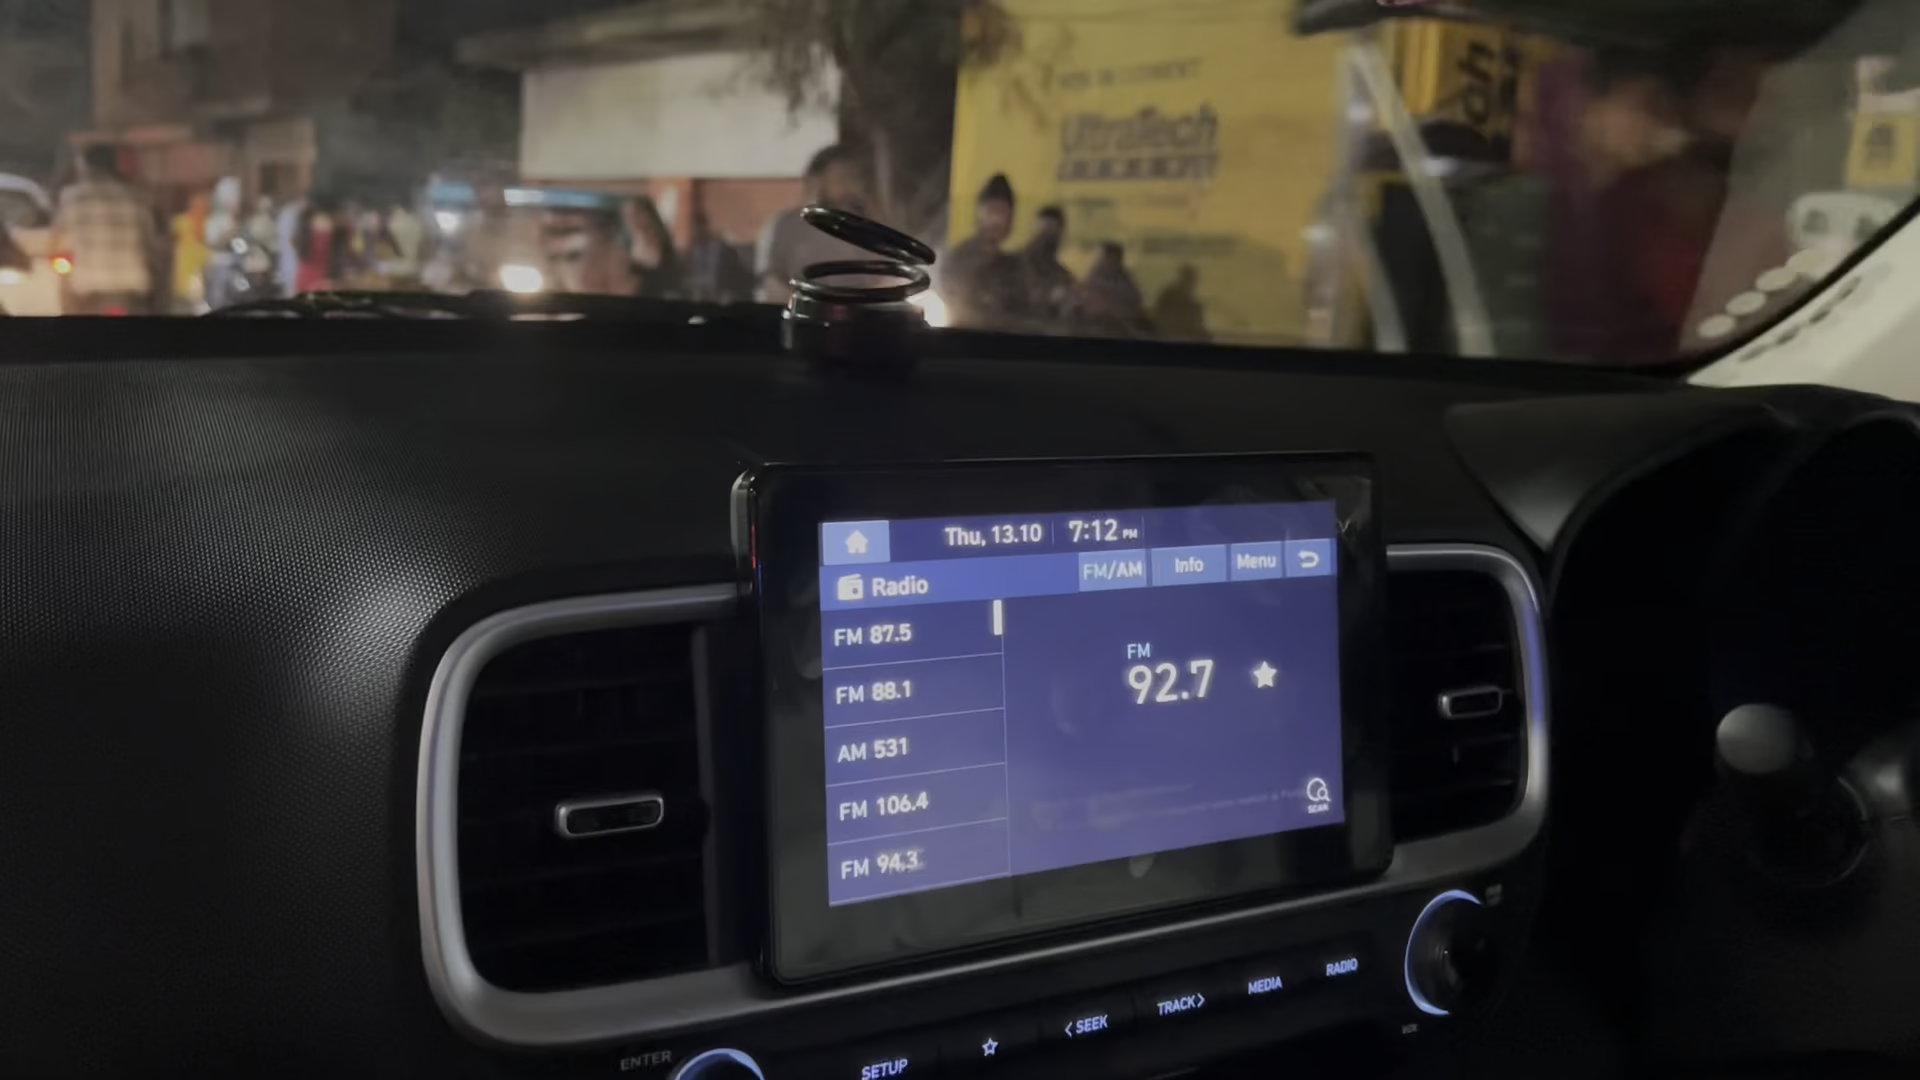 UltraTech
Thu, 13.10
7:12 PM
FM/AM
Info
Menu
Radio
FM 87.5
FM 88.1
AM 531
FM 106.4
FM 94.3
FM
92.7
SCAN
ENTER
SETUP
< SEEK
TRACK >
MEDIA
RADIO